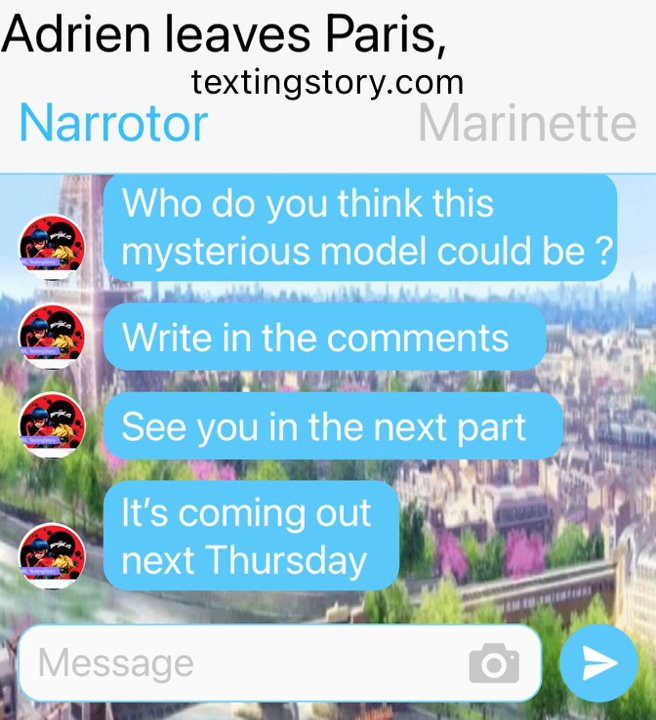 Adrien leaves Paris,
textingstory.com
Narrotor
Marinette
Who do you think this
mysterious model could be ?
Write in the comments
See you in the next part
It's coming out
next Thursday
Message